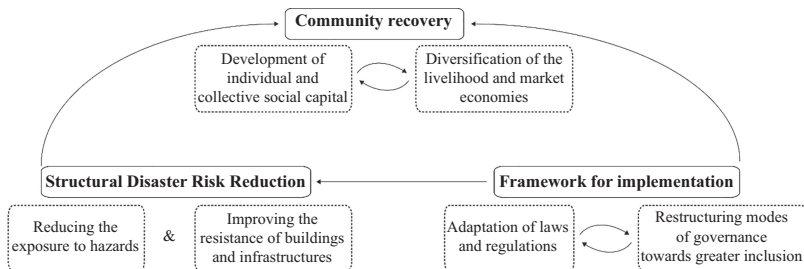 Community recovery
Development of
individual and
collective social capital
Diversification of the
livelihood and market
economies
Structural Disaster Risk Reduction
Framework for implementation
Reducing the
exposure to hazards
&
Improving the
resistance of buildings
and infrastructures
Adaptation of laws
and regulations
Restructuring modes
of governance
towards greater inclusion